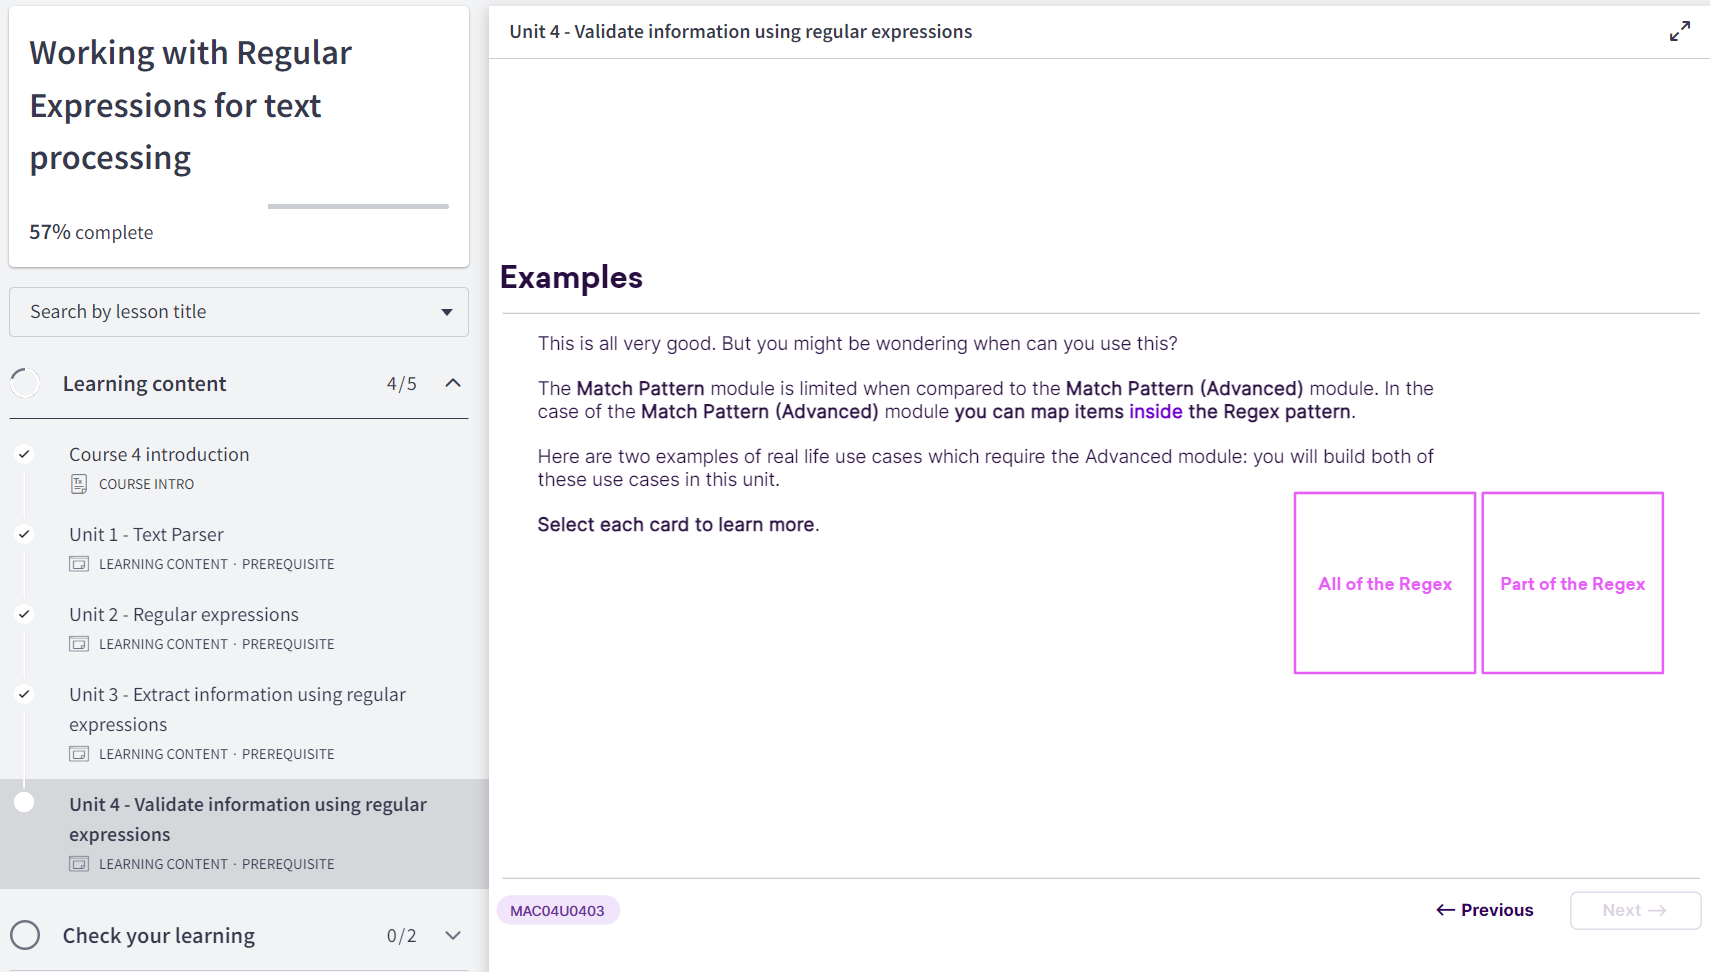 Working with Regular
Expressions for text
processing
57% complete
Search by lesson title
Learning content 4/5
Course 4 introduction
COURSE INTRO
Unit 1 - Text Parser
LEARNING CONTENT · PREREQUISITE
Unit 2 - Regular expressions
LEARNING CONTENT · PREREQUISITE
Unit 3 - Extract information using regular
expressions
LEARNING CONTENT · PREREQUISITE
Unit 4 - Validate information using regular
expressions
LEARNING CONTENT · PREREQUISITE
Check your learning 0/2
Unit 4 - Validate information using regular expressions
Examples
This is all very good. But you might be wondering when can you use this?
The Match Pattern module is limited when compared to the Match Pattern (Advanced) module. In the
case of the Match Pattern (Advanced) module you can map items inside the Regex pattern.
Here are two examples of real life use cases which require the Advanced module: you will build both of
these use cases in this unit.
Select each card to learn more.
All of the Regex
Part of the Regex
MAC04U0403
← Previous
Next →